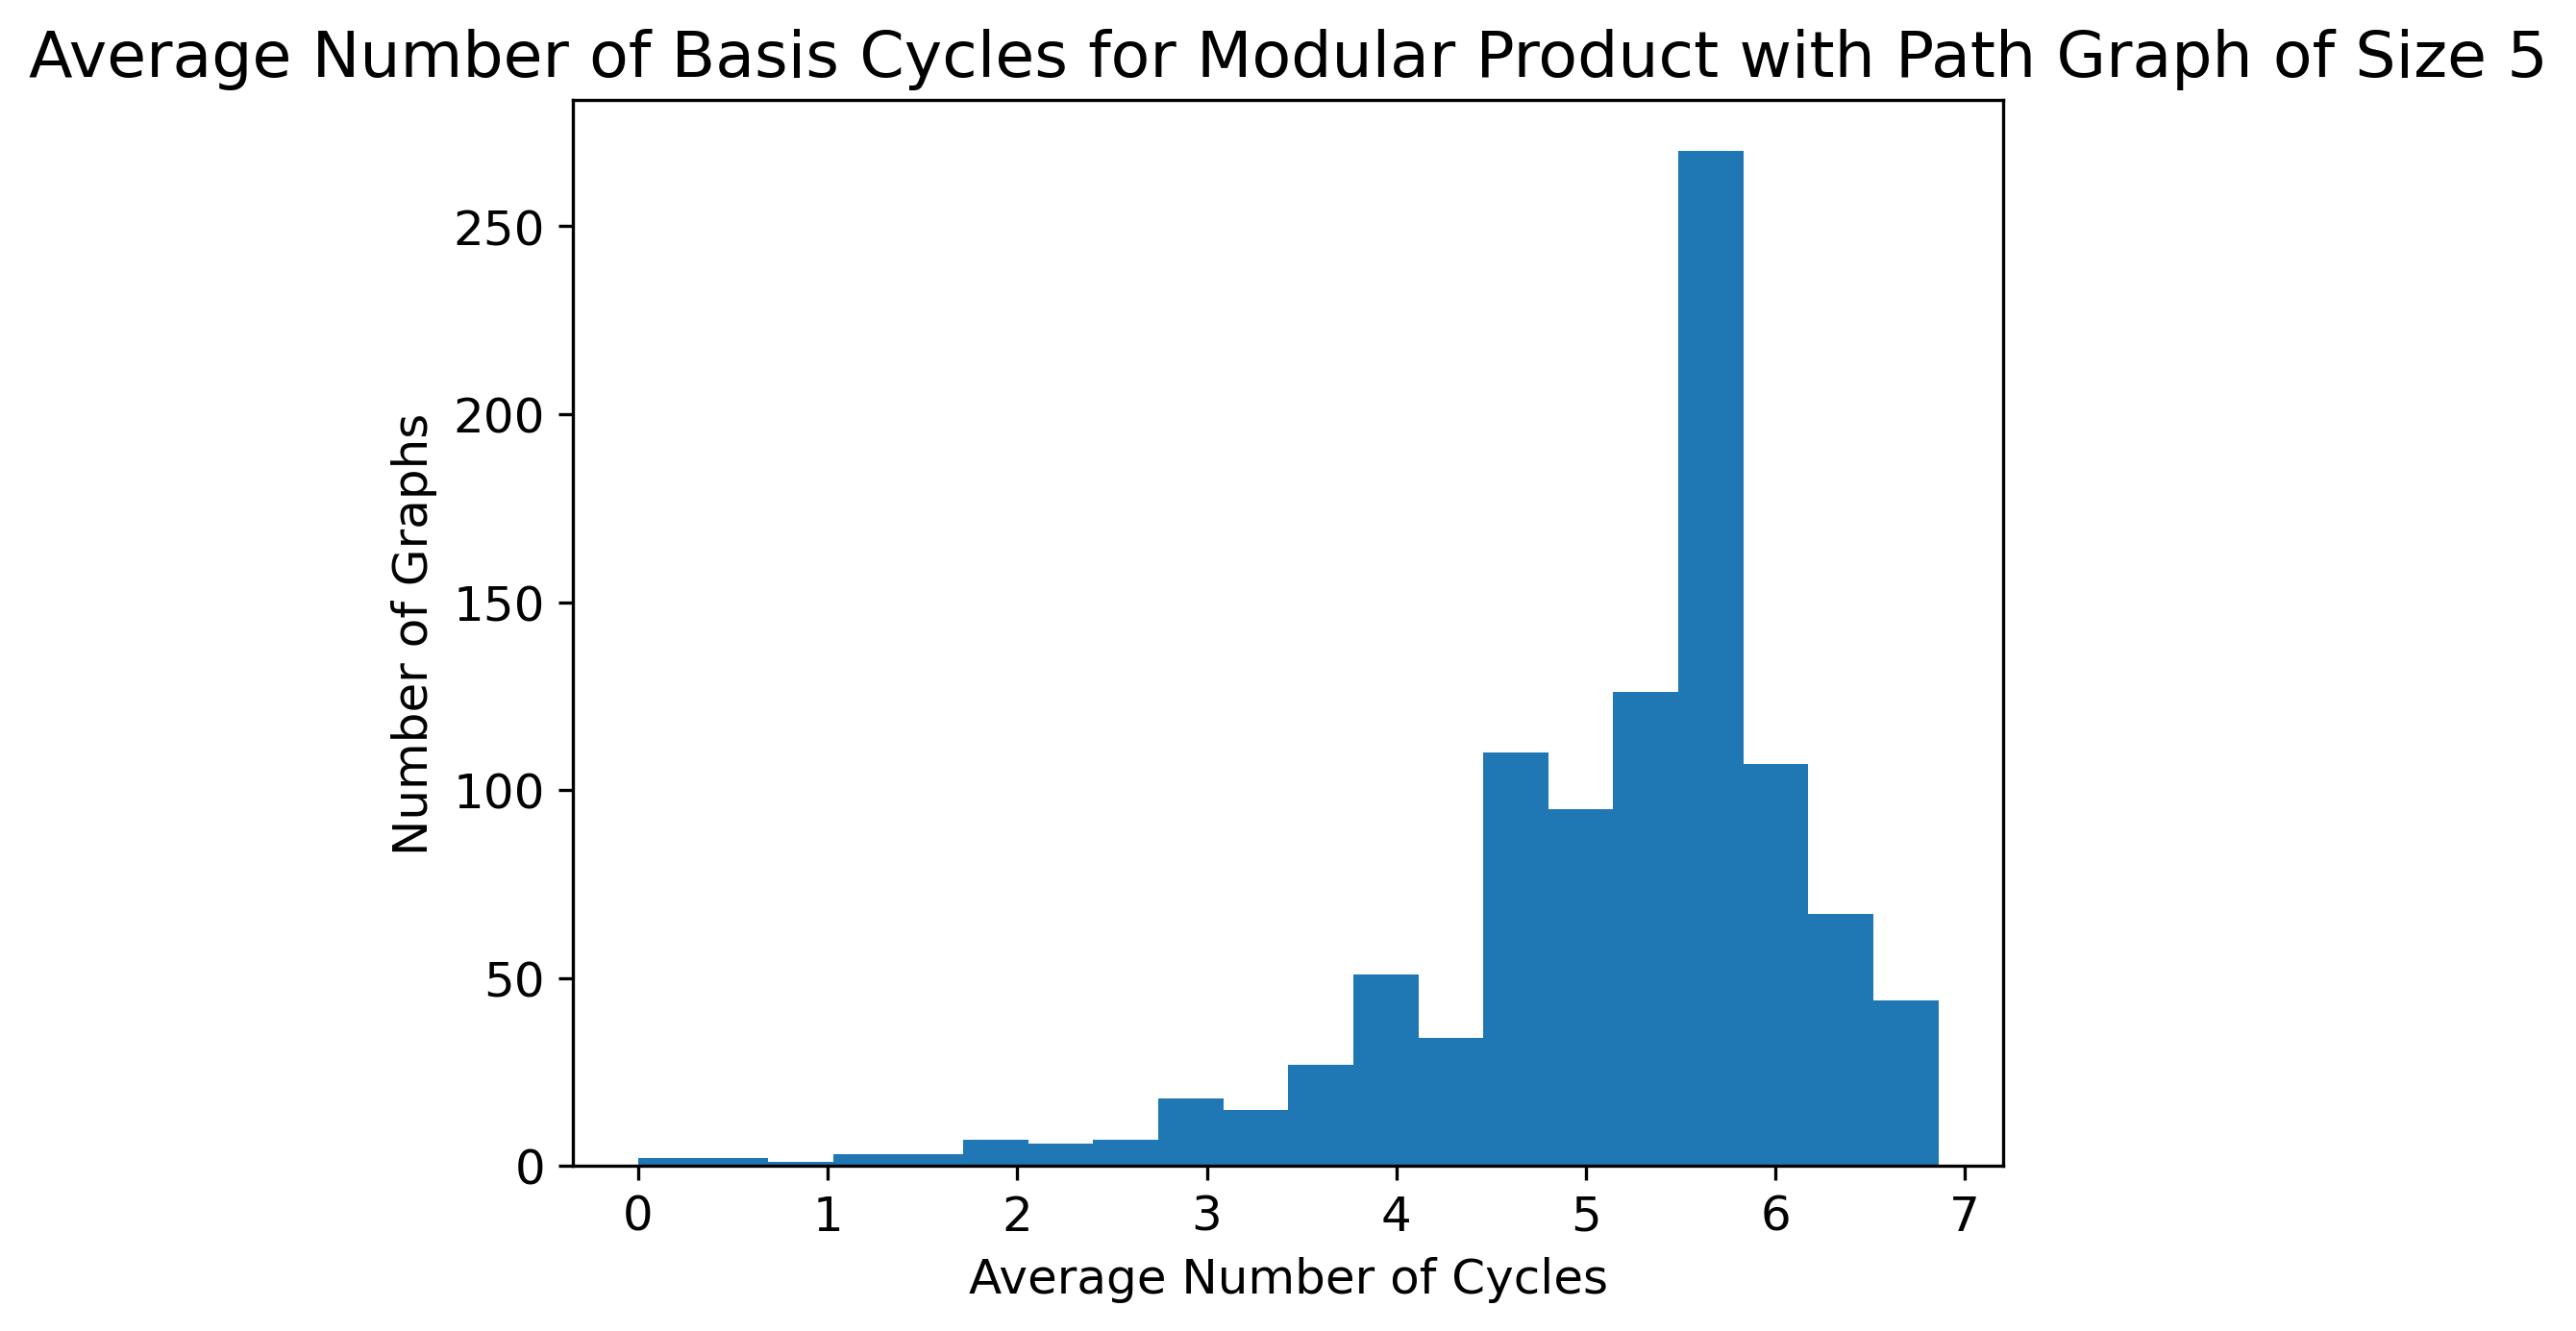 Average Number of Basis Cycles for Modular Product with Path Graph of Size 5
250
200
150
100
50
0
Number of Graphs
0 1 2 3 4 5 6 7
Average Number of Cycles